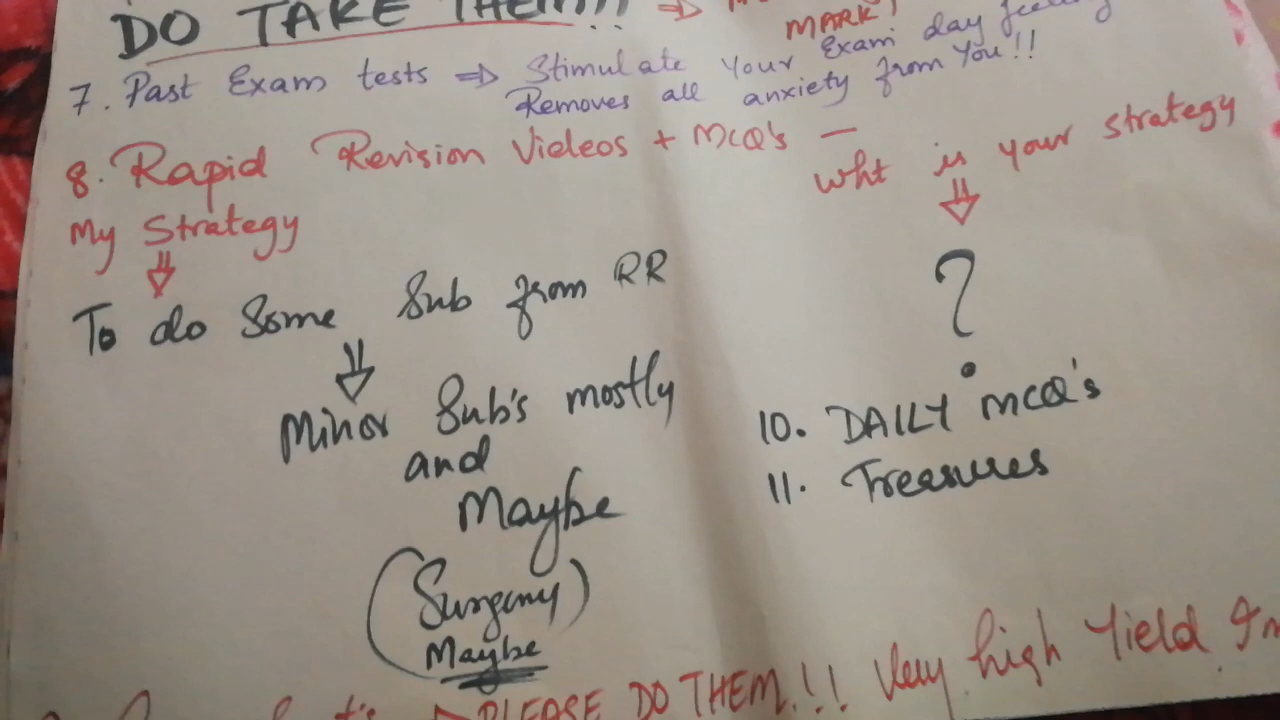 DO TAKE THEM!!! ⇒
MARK!
7. Past Exam tests ⇒ Stimulate your Exam day feeling
Removes all anxiety from You!!
8. Rapid Revision Videos + MCQ's —
My Strategy
⇓
To do Some Sub from RR
⇓
Minor Sub's mostly
and
Maybe
(Surgery)
Maybe
wht is your strategy
⇓
?
10. DAILY MCQ's
11. Treasures
⇒ PLEASE DO THEM!!! Very high Yield